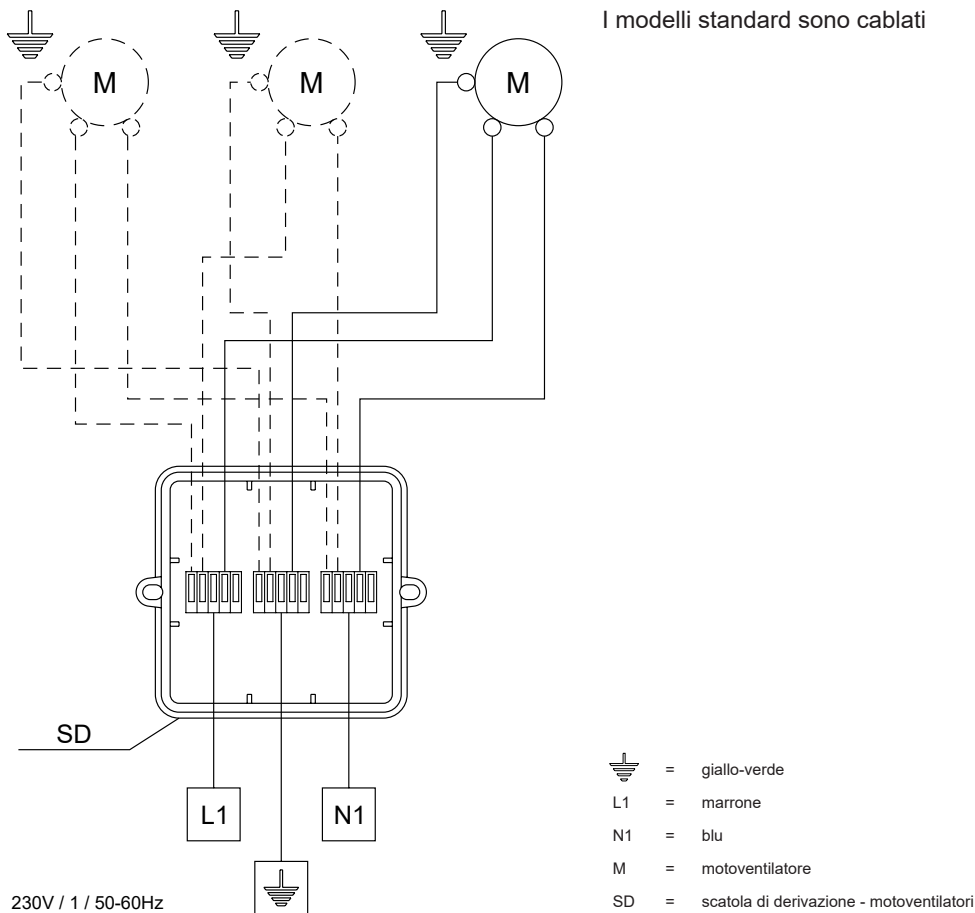 I modelli standard sono cablati
M M M
SD
L1 N1
230V / 1 / 50-60Hz
= giallo-verde
L1 = marrone
N1 = blu
M = motoventilatore
SD = scatola di derivazione - motoventilatori